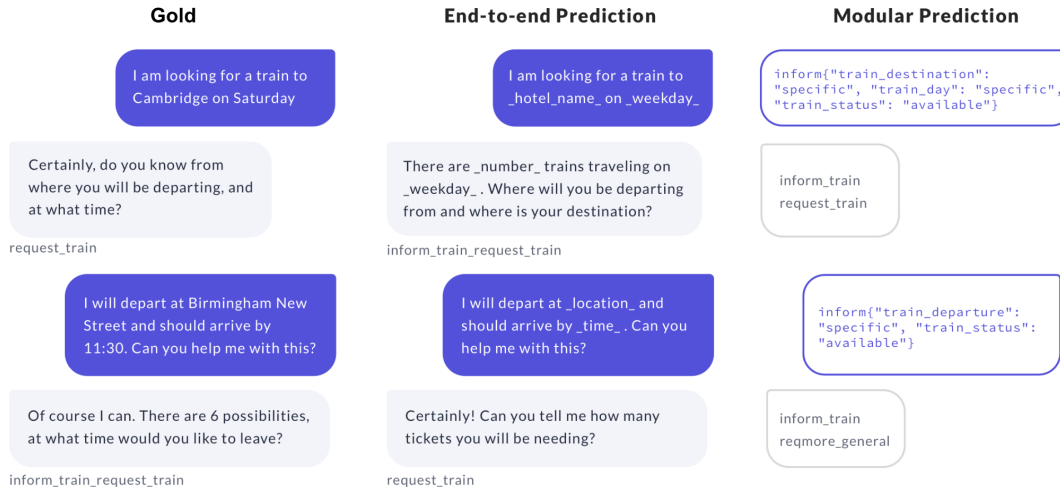 Gold
End-to-end Prediction
Modular Prediction
I am looking for a train to
Cambridge on Saturday
I am looking for a train to
_hotel_name_ on _weekday_
inform{"train_destination":
"specific", "train_day": "specific",
"train_status": "available"}
Certainly, do you know from
where you will be departing, and
at what time?
request_train
There are _number_ trains traveling on
_weekday_ . Where will you be departing
from and where is your destination?
inform_train_request_train
inform_train
request_train
I will depart at Birmingham New
Street and should arrive by
11:30. Can you help me with this?
I will depart at _location_ and
should arrive by _time_ . Can you
help me with this?
inform{"train_departure":
"specific", "train_status":
"available"}
Of course I can. There are 6 possibilities,
at what time would you like to leave?
inform_train_request_train
Certainly! Can you tell me how many
tickets you will be needing?
request_train
inform_train
reqmore_general